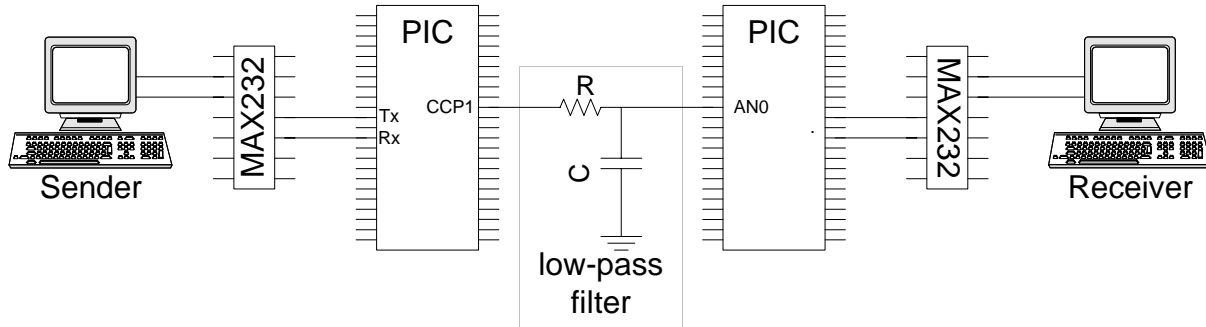 Sender
MAX232
PIC
Tx
Rx
CCP1
R
C
low-pass
filter
PIC
AN0
MAX232
Receiver